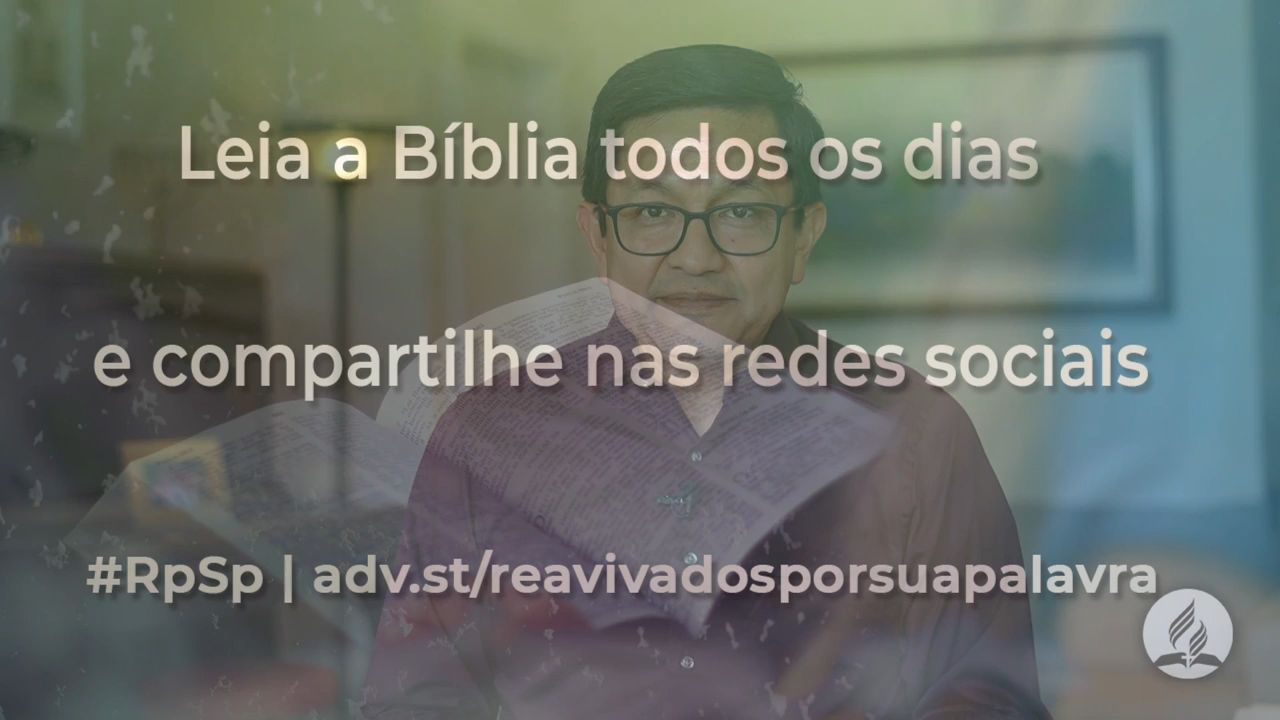 Leia a Bíblia todos os dias
e compartilhe nas redes sociais
#RpSp | adv.st/reavivadosporsuapalavra